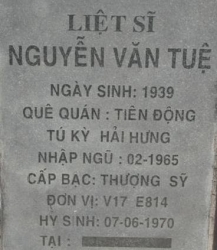 LIỆT SĨ
NGUYỄN VĂN TUỆ
NGÀY SINH: 1939
QUÊ QUÁN : TIÊN ĐỘNG
TÚ KỲ HẢI HƯNG
NHẬP NGŨ : 02-1965
CẤP BẬC: THƯỢNG SỸ
ĐƠN VỊ: V17 E814
HY SINH: 07-06-1970
TẠI :